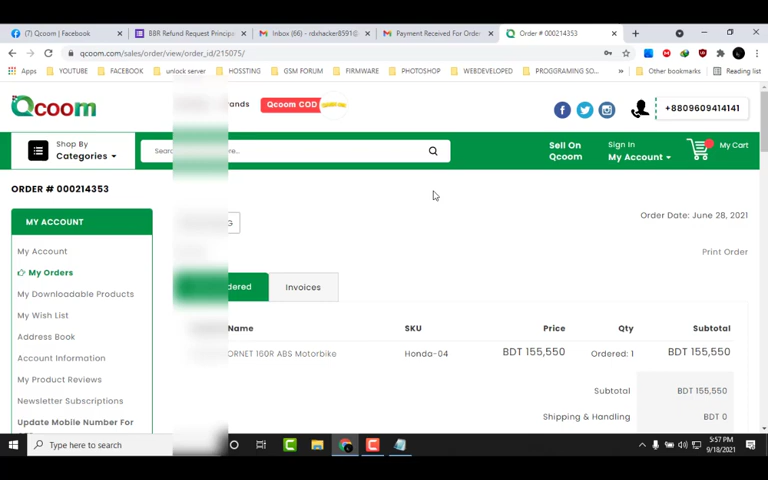 (7) Qcoom | Facebook
BBR Refund Request Principa
Inbox (66) - rdxhacker8591@
Payment Received For Order
Order # 000214353
qcoom.com/sales/order/view/order_id/215075/
Apps YOUTUBE FACEBOOK unlock server HOSSTING GSM FORUM FIRMWARE PHOTOSHOP WEBDEVELOPED PROGRAMING SO... » Other bookmarks Reading list
Qcoom
Qcoom COD
+8809609414141
Shop By
Categories
Sell On
Qcoom
Sign In
My Account
My Cart
ORDER # 000214353
MY ACCOUNT
My Account
My Orders
My Downloadable Products
My Wish List
Address Book
Account Information
My Product Reviews
Newsletter Subscriptions
Update Mobile Number For
Order Date: June 28, 2021
Print Order
Invoices
Name SKU Price Qty Subtotal
160R ABS Motorbike Honda-04 BDT 155,550 Ordered: 1 BDT 155,550
Subtotal BDT 155,550
Shipping & Handling BDT 0
Type here to search
5:57 PM
9/18/2021